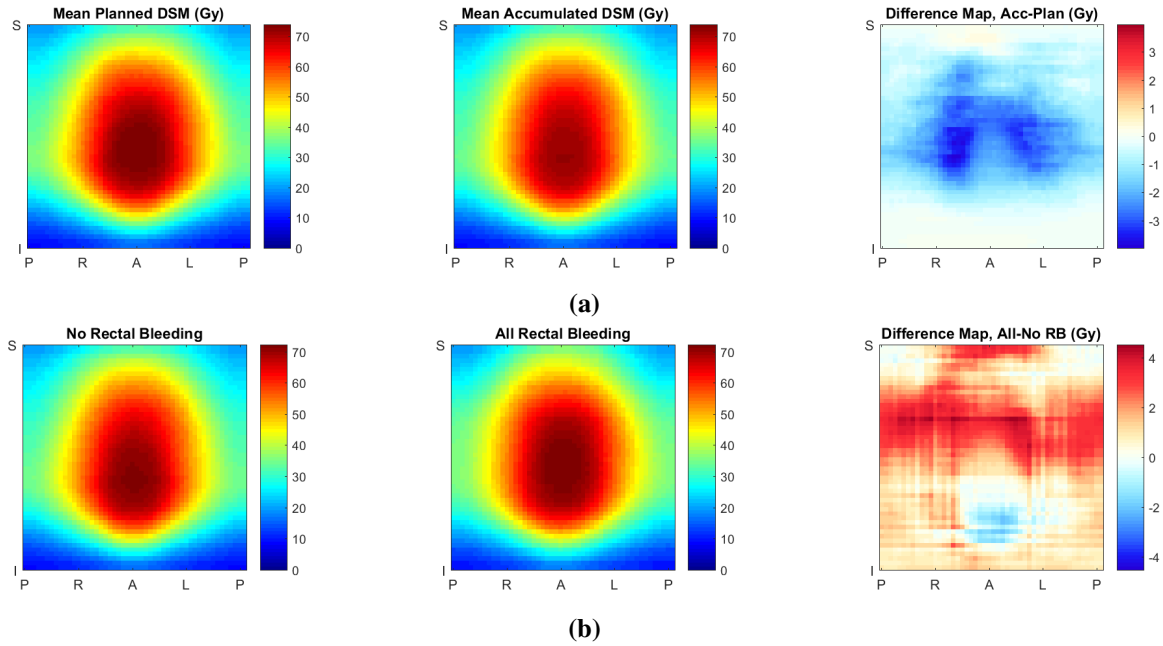 Mean Planned DSM (Gy)
S
I
P R A L P
70
60
50
40
30
20
10
0
Mean Accumulated DSM (Gy)
P R A L P
70
60
50
40
30
20
10
0
Difference Map, Acc-Plan (Gy)
S
I
P R A L P
3
2
1
0
-1
-2
-3
(a)
No Rectal Bleeding
S
I
P R A L P
70
60
50
40
30
20
10
0
All Rectal Bleeding
P R A L P
70
60
50
40
30
20
10
0
Difference Map, All-No RB (Gy)
S
I
P R A L P
4
2
0
-2
-4
(b)